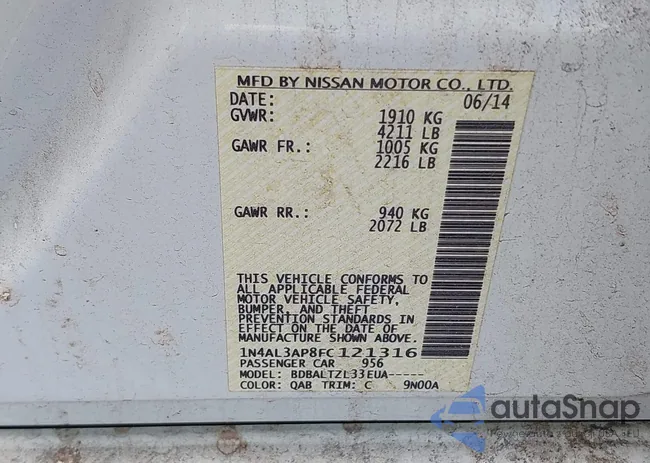 MFD BY NISSAN MOTOR CO., LTD.
DATE: 06/14
GVWR: 1910 KG
4211 LB
GAWR FR.: 1005 KG
2216 LB
GAWR RR.: 940 KG
2072 LB
THIS VEHICLE CONFORMS TO
ALL APPLICABLE FEDERAL
MOTOR VEHICLE SAFETY,
BUMPER, AND THEFT
PREVENTION STANDARDS IN
EFFECT ON THE DATE OF
MANUFACTURE SHOWN ABOVE.
1N4AL3AP8FC121316
PASSENGER CAR 956
MODEL: BDBALTZL33EUA-----
COLOR: QAB TRIM: C 9N00A
autaSnap